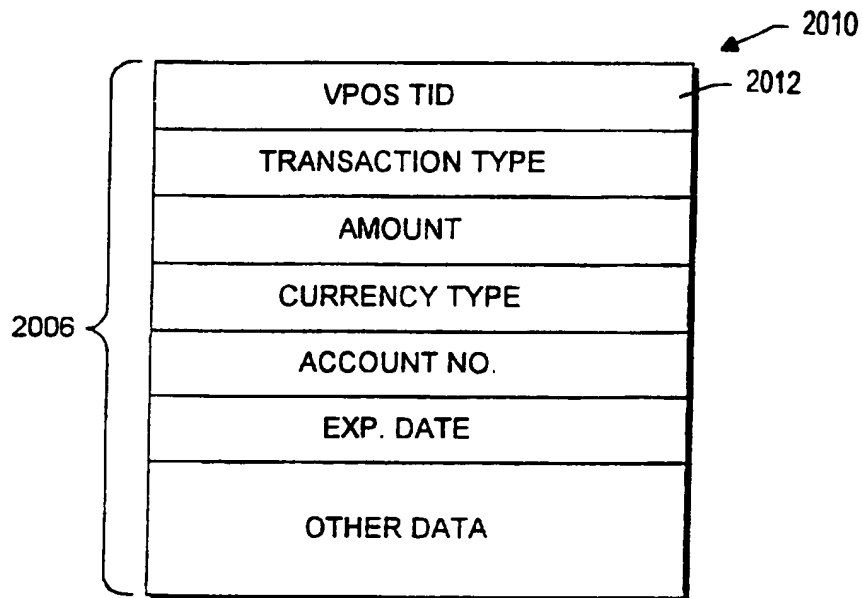 2010
VPOS TID
2012
TRANSACTION TYPE
AMOUNT
CURRENCY TYPE
2006
ACCOUNT NO.
EXP. DATE
OTHER DATA